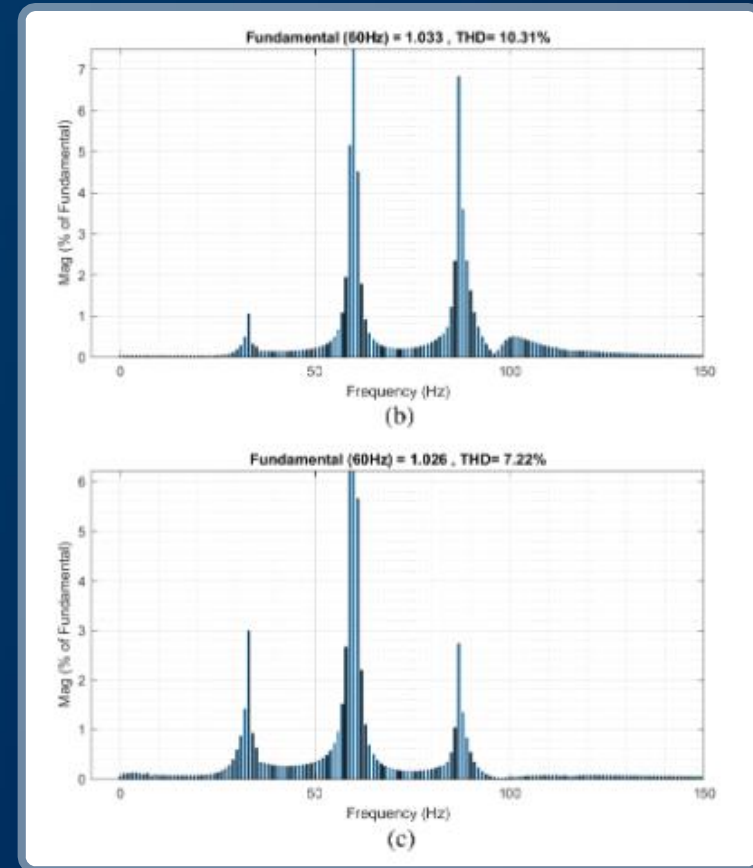 Fundamental (60Hz) = 1.033 , THD= 10.31%
7
6
5
4
3
2
1
0
Mag (% of Fundamental)
0 50 100 150
Frequency (Hz)
(b)
Fundamental (60Hz) = 1.026 , THD= 7.22%
6
5
4
3
2
1
0
Mag (% of Fundamental)
0 50 100 150
Frequency (Hz)
(c)